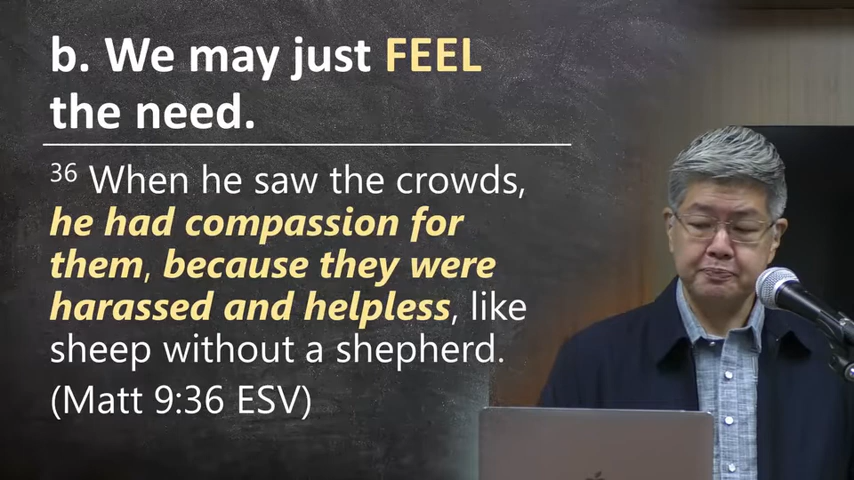 b. We may just FEEL
the need.
36 When he saw the crowds,
he had compassion for
them, because they were
harassed and helpless, like
sheep without a shepherd.
(Matt 9:36 ESV)